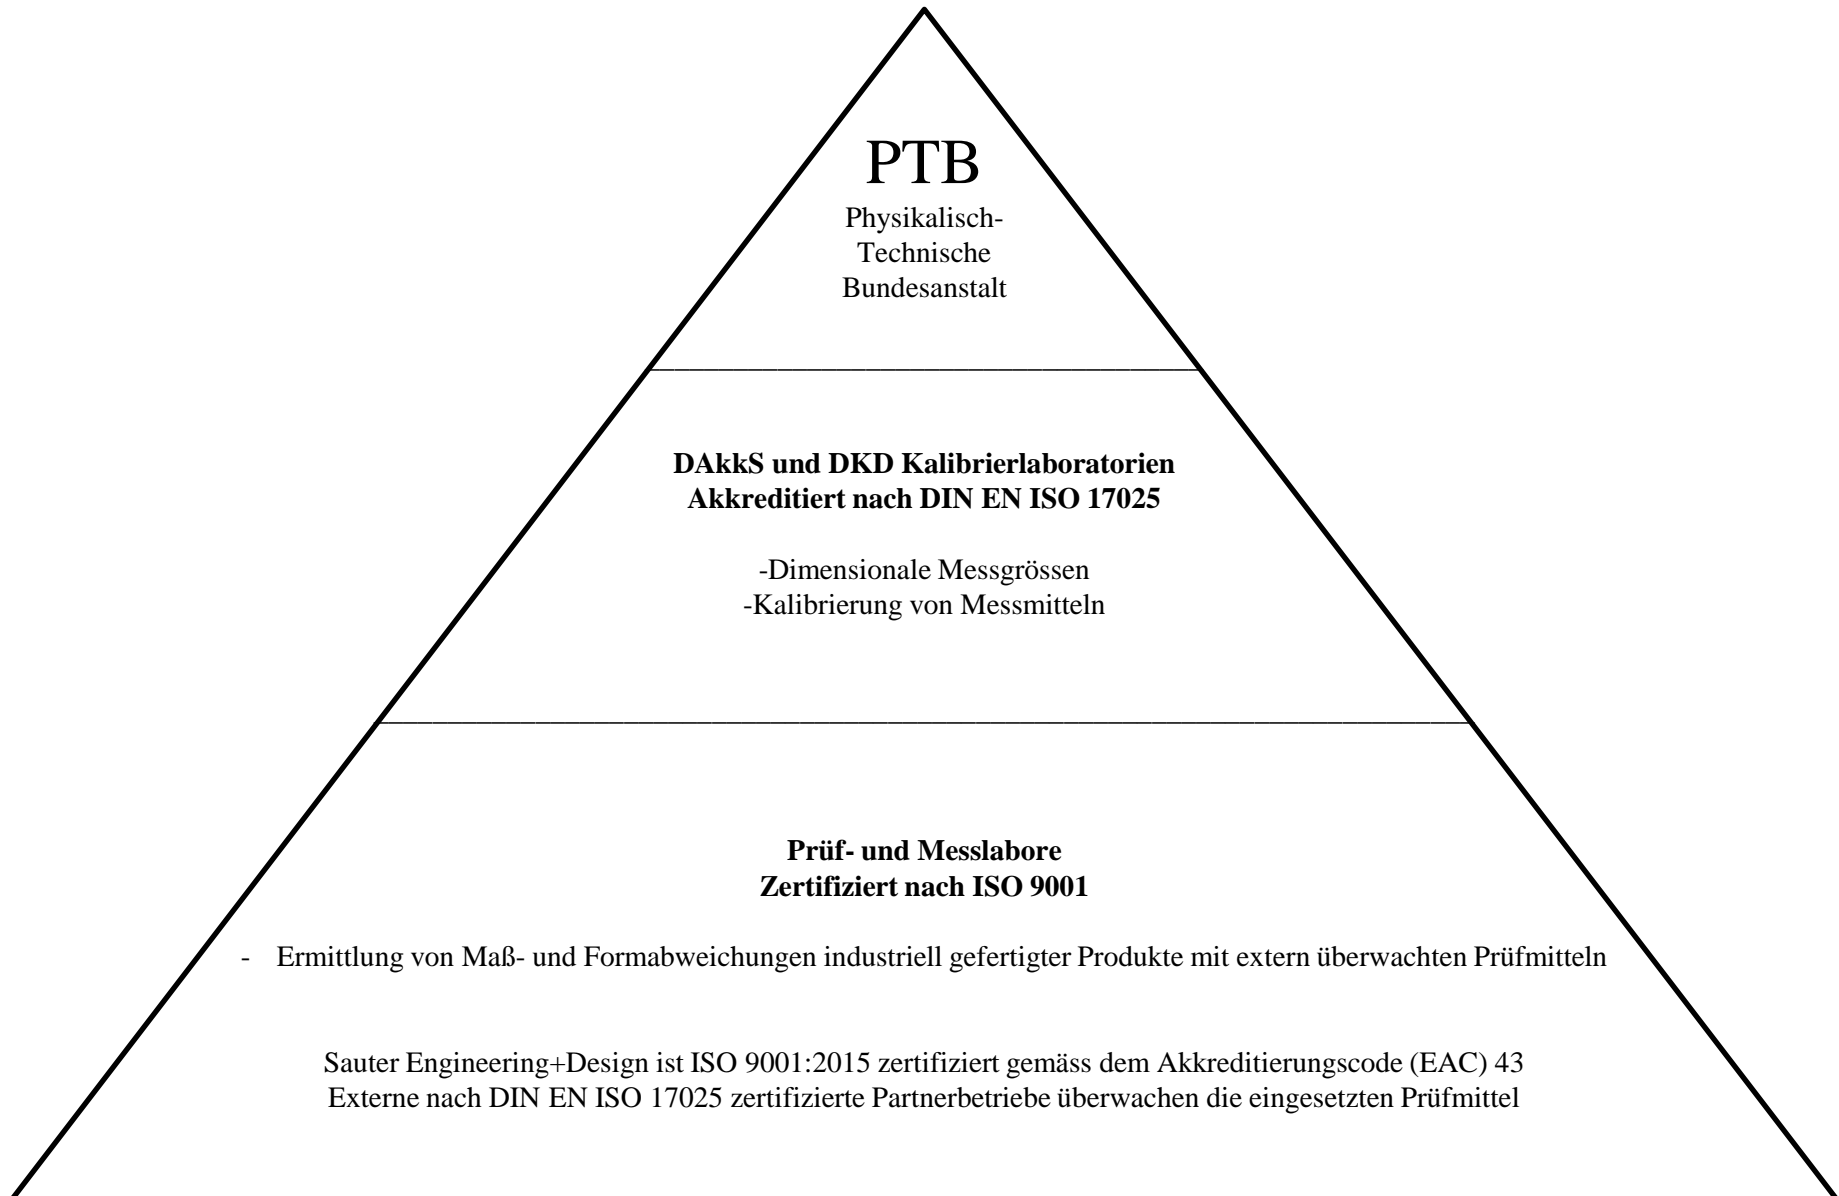 PTB
Physikalisch-
Technische
Bundesanstalt
DAkkS und DKD Kalibrierlaboratorien
Akkreditiert nach DIN EN ISO 17025
-Dimensionale Messgrössen
-Kalibrierung von Messmitteln
Prüf- und Messlabore
Zertifiziert nach ISO 9001
- Ermittlung von Maß- und Formabweichungen industriell gefertigter Produkte mit extern überwachten Prüfmitteln
Sauter Engineering+Design ist ISO 9001:2015 zertifiziert gemäss dem Akkreditierungscode (EAC) 43
Externe nach DIN EN ISO 17025 zertifizierte Partnerbetriebe überwachen die eingesetzten Prüfmittel